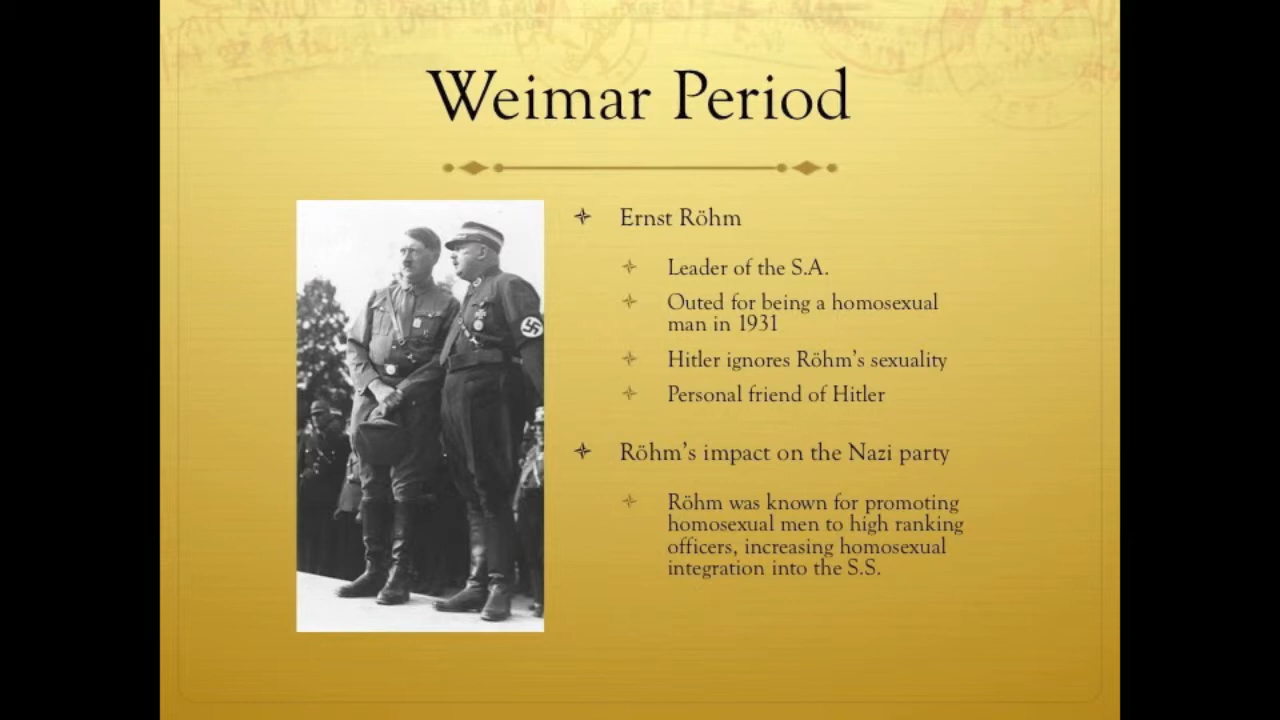 Weimar Period
Ernst Röhm
Leader of the S.A.
Outed for being a homosexual
man in 1931
Hitler ignores Röhm's sexuality
Personal friend of Hitler
Röhm's impact on the Nazi party
Röhm was known for promoting
homosexual men to high ranking
officers, increasing homosexual
integration into the S.S.